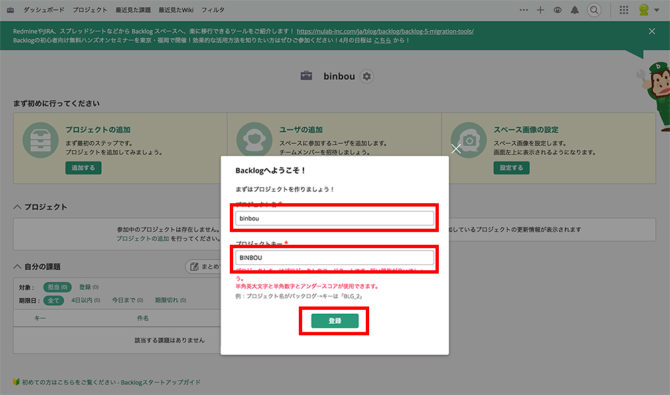 ダッシュボード プロジェクト 最近見た課題 最近見たWiki フィルタ
RedmineやJIRA、スプレッドシートなどから Backlog スペースへ、楽に移行できるツールをご紹介します！ https://nulab-inc.com/ja/blog/backlog/backlog-5-migration-tools/
Backlogの初心者向け無料ハンズオンセミナーを東京・福岡で開催！効果的な活用方法を知りたい方はぜひご参加ください！4月の日程は こちら から！
binbou
まず初めに行ってください
プロジェクトの追加
まず最初のステップです。
プロジェクトを追加してみましょう。
追加する
ユーザの追加
スペースに参加するユーザを追加します。
チームメンバーを招待しましょう。
スペース画像の設定
スペース画像を設定します。
画面左上に表示されるようになります。
設定する
Backlogへようこそ！
まずはプロジェクトを作りましょう！
プロジェクト名 *
binbou
プロジェクトキー *
BINBOU
う。
半角英大文字と半角数字とアンダースコアが使用できます。
例：プロジェクト名がバックログ→キーは「BLG_2」
登録
プロジェクト
参加中のプロジェクトは存在しません。
プロジェクトの追加 を行ってください。
しているプロジェクトの更新情報が表示されます
自分の課題
まとめ
対象： 担当 (0) 登録 (0)
期限日： 全て 4日以内 (0) 今日まで (0) 期限切れ (0)
キー 件名
該当する課題はありません
初めての方はこちらをご覧ください - Backlogスタートアップガイド